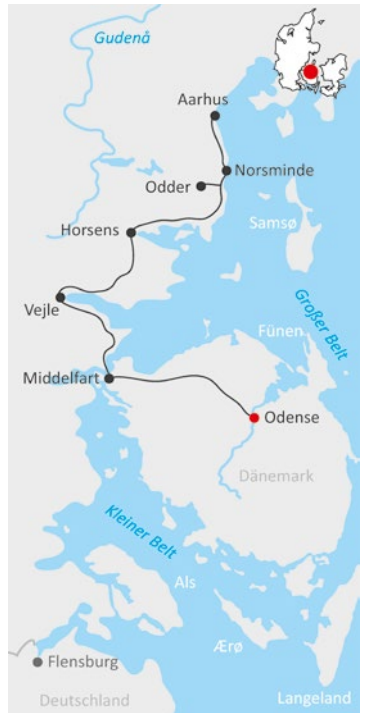 Gudenå
Aarhus
Norsminde
Odder
Samsø
Horsens
Großer Belt
Vejle
Fünen
Middelfart
Odense
Dänemark
Kleiner Belt
Als
Ærø
Flensburg
Deutschland
Langeland